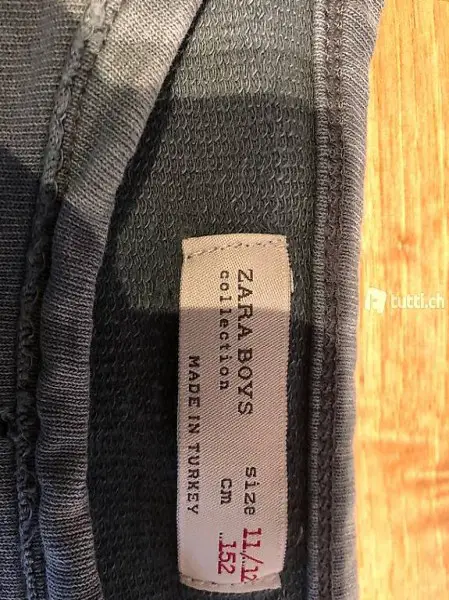 ZARA BOYS size 11/12
collection cm ...152
MADE IN TURKEY
tutti.ch